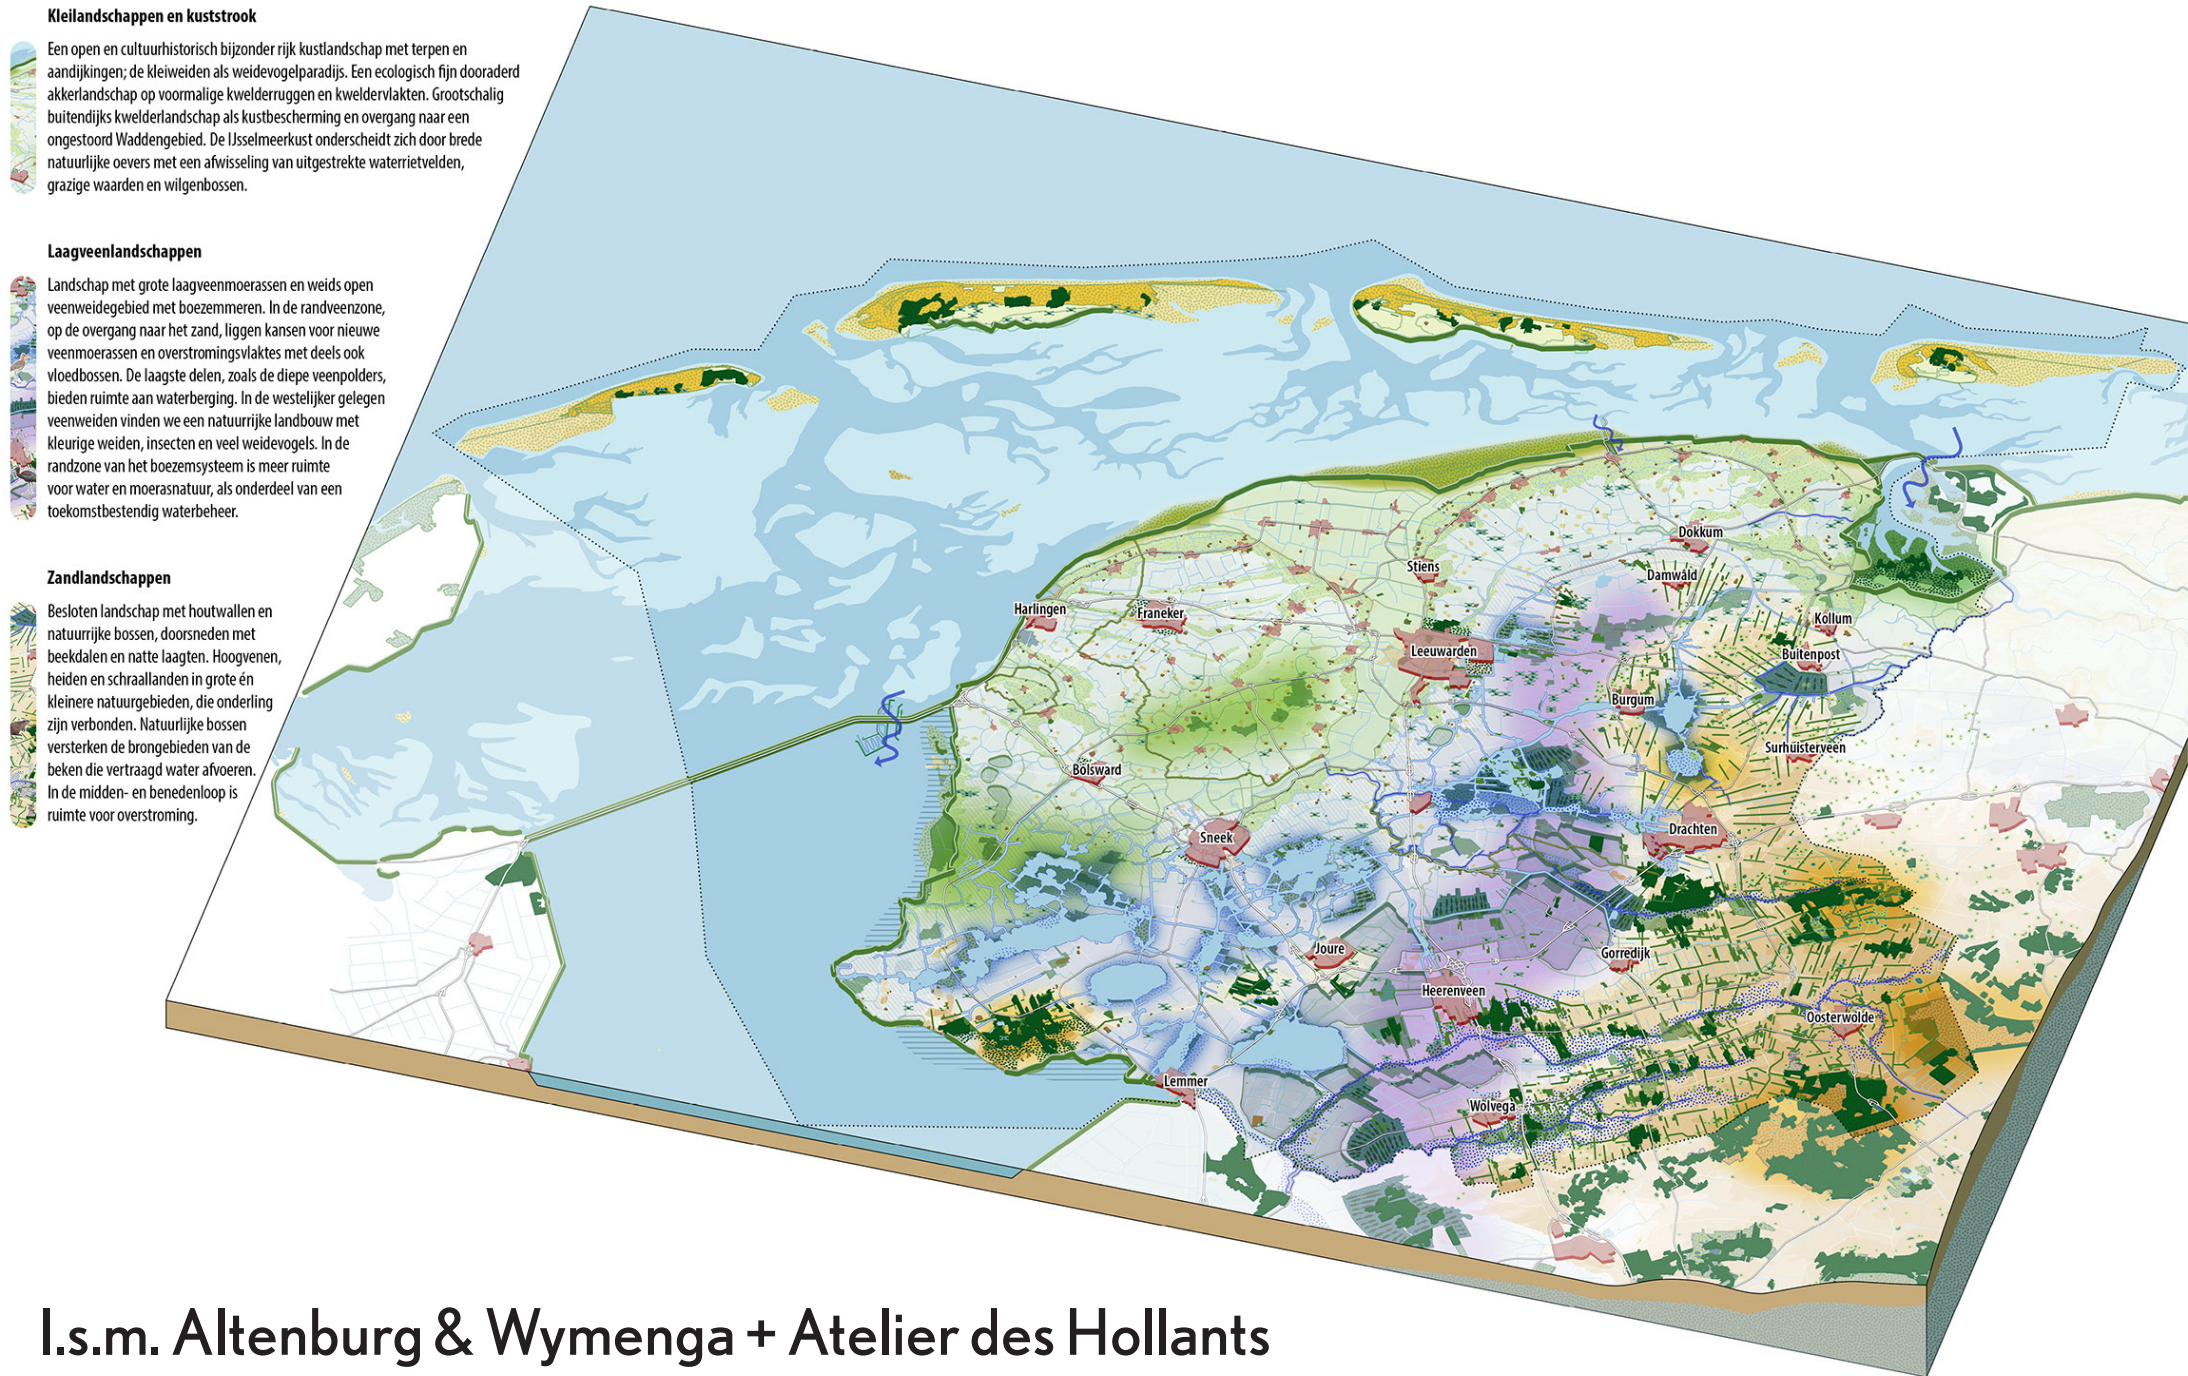 Kleilandschappen en kuststrook
Een open en cultuurhistorisch bijzonder rijk kustlandschap met terpen en
aandijkingen; de kleiweiden als weidevogelparadijs. Een ecologisch fijn dooraderd
akkerlandschap op voormalige kwelderruggen en kweldervlakten. Grootschalig
buitendijks kwelderlandschap als kustbescherming en overgang naar een
ongestoord Waddengebied. De IJsselmeerkust onderscheidt zich door brede
natuurlijke oevers met een afwisseling van uitgestrekte waterrietvelden,
grazige waarden en wilgenbossen.
Laagveenlandschappen
Landschap met grote laagveenmoerassen en weids open
veenweidegebied met boezemmeren. In de randveenzone,
op de overgang naar het zand, liggen kansen voor nieuwe
veenmoerassen en overstromingsvlaktes met deels ook
vloedbossen. De laagste delen, zoals de diepe veenpolders,
bieden ruimte aan waterberging. In de westelijker gelegen
veenweiden vinden we een natuurrijke landbouw met
kleurige weiden, insecten en veel weidevogels. In de
randzone van het boezemsysteem is meer ruimte
voor water en moerasnatuur, als onderdeel van een
toekomstbestendig waterbeheer.
Zandlandschappen
Besloten landschap met houtwallen en
natuurrijke bossen, doorsneden met
beekdalen en natte laagten. Hoogvenen,
heiden en schraallanden in grote én
kleinere natuurgebieden, die onderling
zijn verbonden. Natuurlijke bossen
versterken de brongebieden van de
beken die vertraagd water afvoeren.
In de midden- en benedenloop is
ruimte voor overstroming.
Dokkum
Stiens
Damwâld
Harlingen
Franeker
Kollum
Leeuwarden
Buitenpost
Burgum
Surhuisterveen
Bolsward
Sneek
Drachten
Joure
Gorredijk
Heerenveen
Oosterwolde
Lemmer
Wolvega
I.s.m. Altenburg & Wymenga + Atelier des Hollants